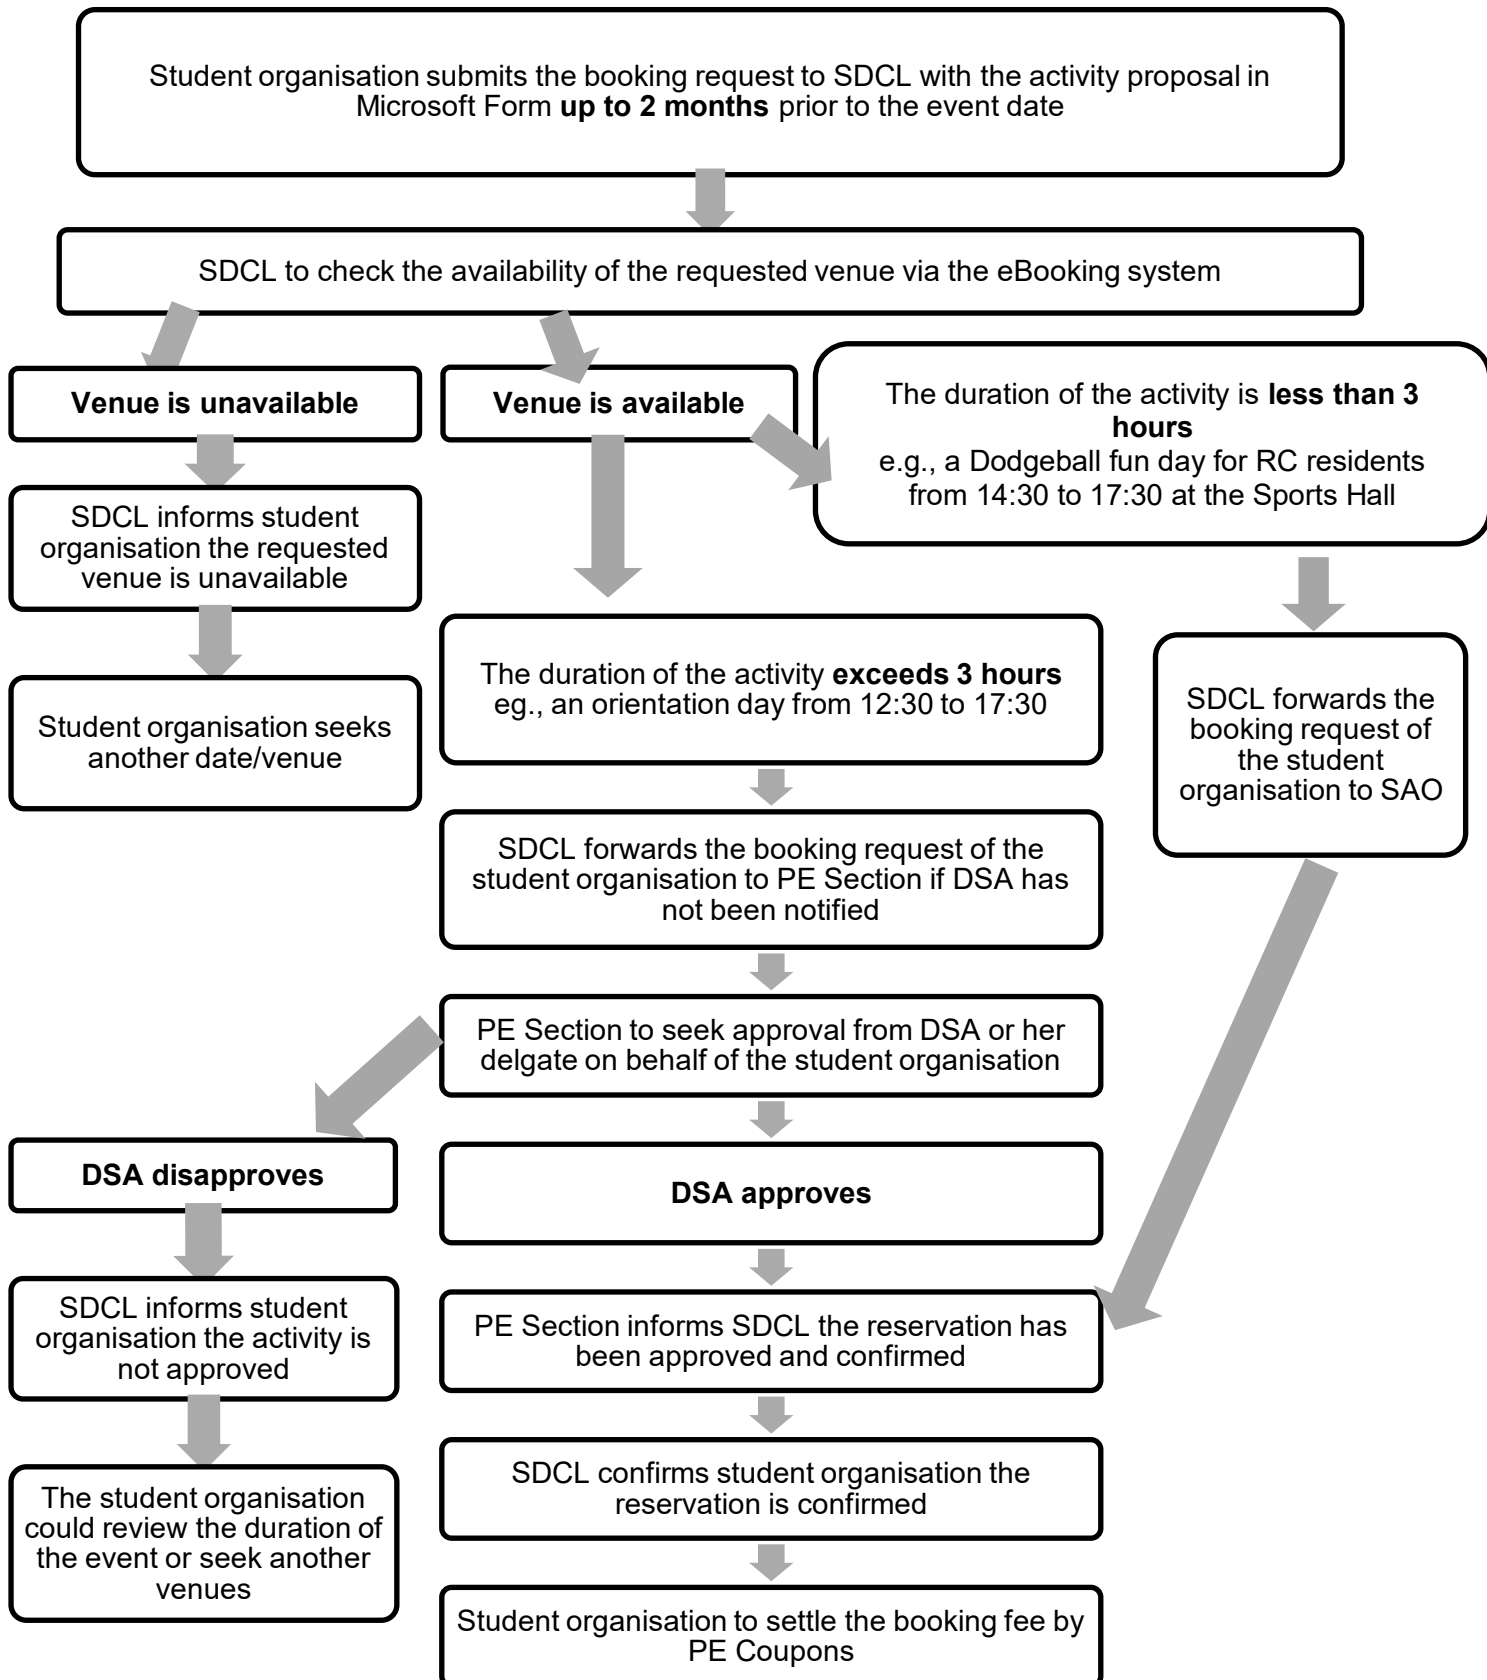 Student organisation submits the booking request to SDCL with the activity proposal in
Microsoft Form up to 2 months prior to the event date
SDCL to check the availability of the requested venue via the eBooking system
Venue is unavailable
SDCL informs student
organisation the requested
venue is unavailable
Student organisation seeks
another date/venue
Venue is available
The duration of the activity is less than 3
hours
e.g., a Dodgeball fun day for RC residents
from 14:30 to 17:30 at the Sports Hall
SDCL forwards the
booking request of
the student
organisation to SAO
The duration of the activity exceeds 3 hours
eg., an orientation day from 12:30 to 17:30
SDCL forwards the booking request of the
student organisation to PE Section if DSA has
not been notified
PE Section to seek approval from DSA or her
delgate on behalf of the student organisation
DSA disapproves
SDCL informs student
organisation the activity is
not approved
The student organisation
could review the duration of
the event or seek another
venues
DSA approves
PE Section informs SDCL the reservation has
been approved and confirmed
SDCL confirms student organisation the
reservation is confirmed
Student organisation to settle the booking fee by
PE Coupons